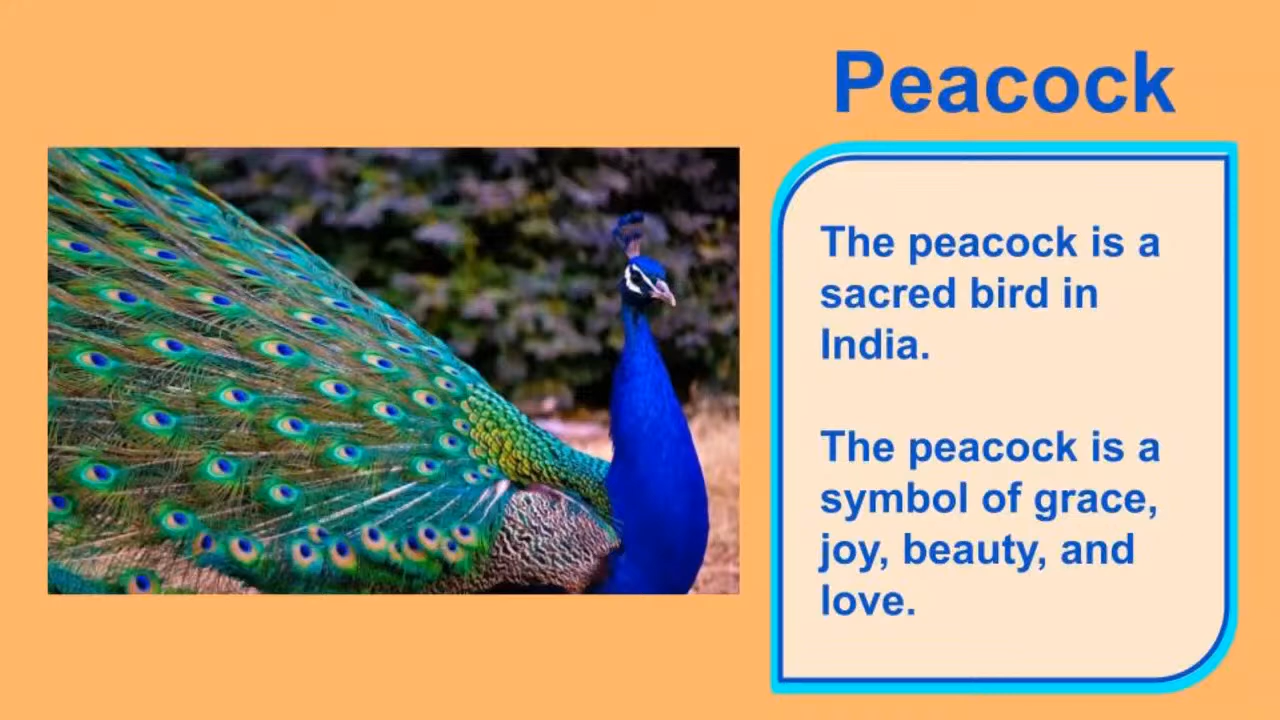 Peacock
The peacock is a
sacred bird in
India.
The peacock is a
symbol of grace,
joy, beauty, and
love.